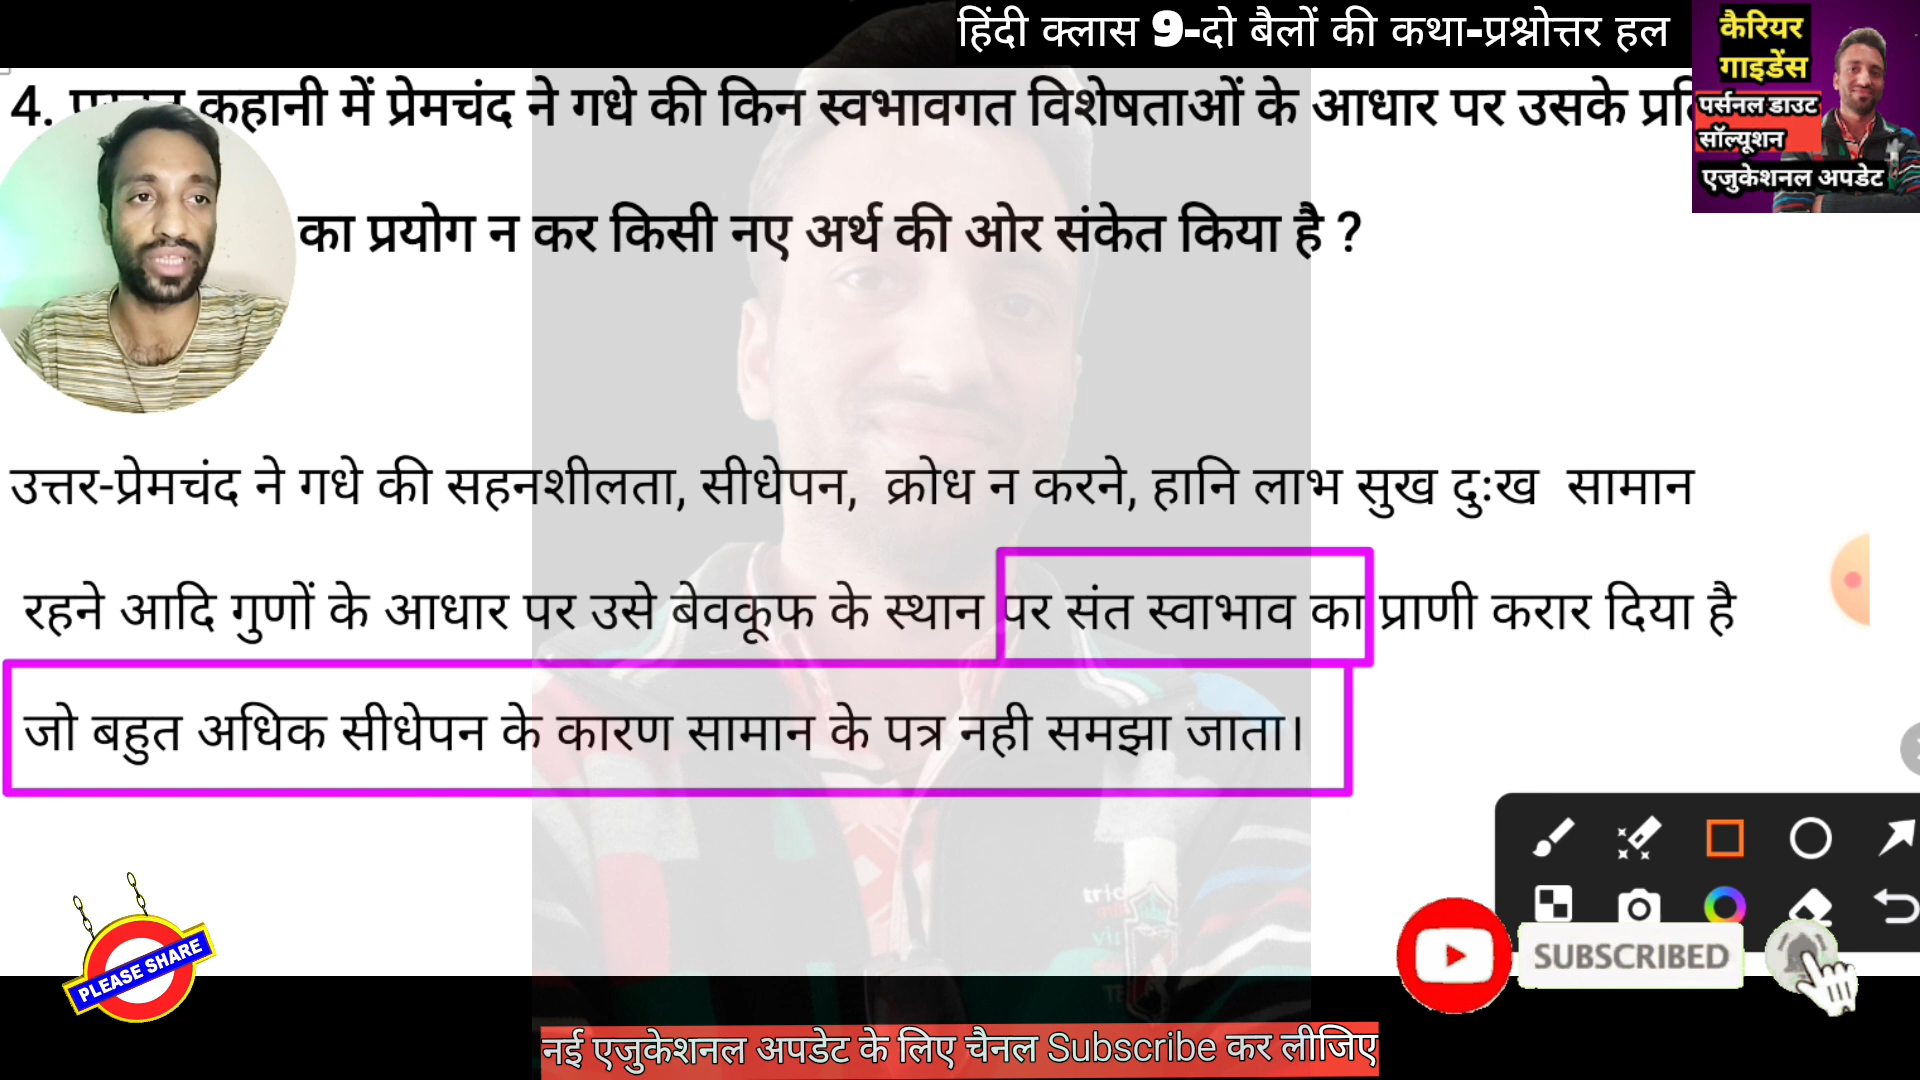 हिंदी क्लास 9-दो बैलों की कथा-प्रश्नोत्तर हल
कैरियर
गाइडेंस
पर्सनल डाउट
सॉल्यूशन
एजुकेशनल अपडेट
4. कहानी में प्रेमचंद ने गधे की किन स्वभावगत विशेषताओं के आधार पर उसके
का प्रयोग न कर किसी नए अर्थ की ओर संकेत किया है ?
उत्तर-प्रेमचंद ने गधे की सहनशीलता, सीधेपन, क्रोध न करने, हानि लाभ सुख दुःख सामान
रहने आदि गुणों के आधार पर उसे बेवकूफ के स्थान पर संत स्वाभाव का प्राणी करार दिया है
जो बहुत अधिक सीधेपन के कारण सामान के पत्र नही समझा जाता।
PLEASE SHARE
SUBSCRIBED
नई एजुकेशनल अपडेट के लिए चैनल Subscribe कर लीजिए